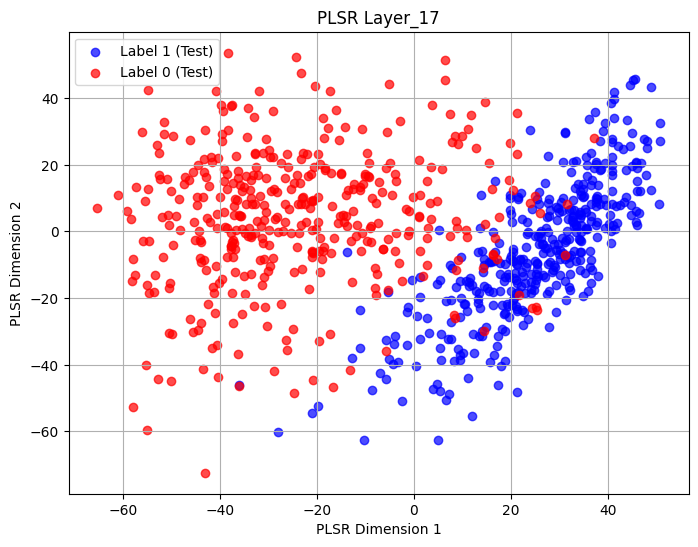 PLSR Layer_17
Label 1 (Test)
Label 0 (Test)
40
20
0
−20
−40
−60
PLSR Dimension 2
−60
−40
−20
0
20
40
PLSR Dimension 1